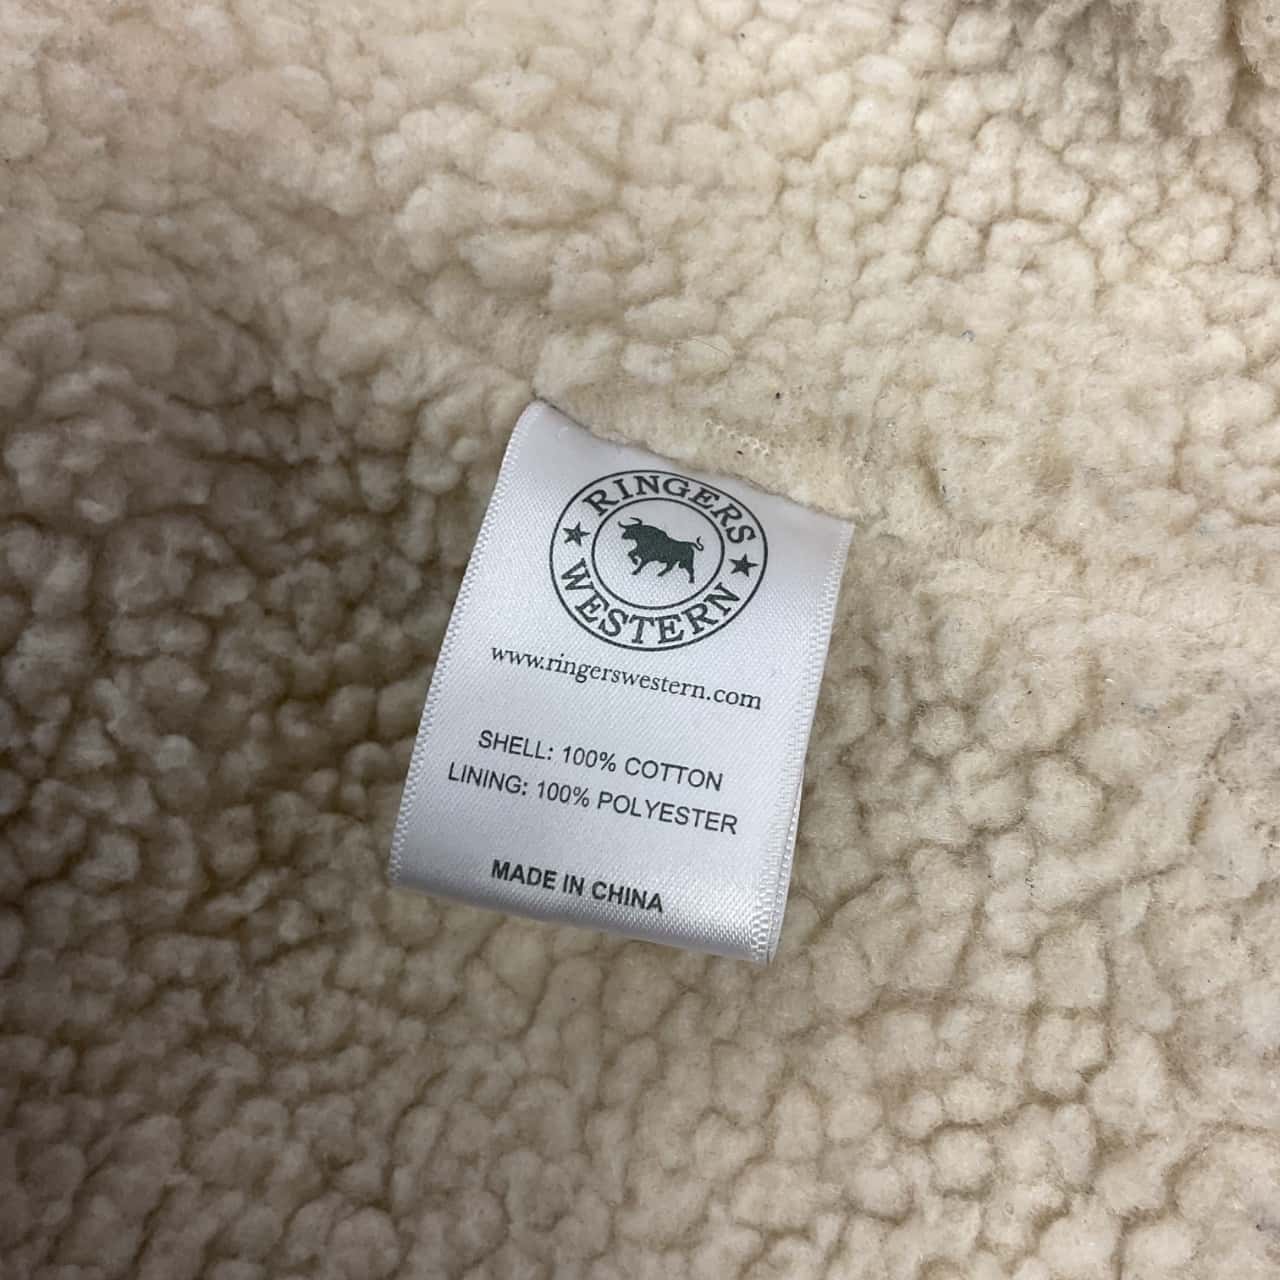 RINGERS
WESTERN
www.ringerswestern.com
SHELL: 100% COTTON
LINING: 100% POLYESTER
MADE IN CHINA